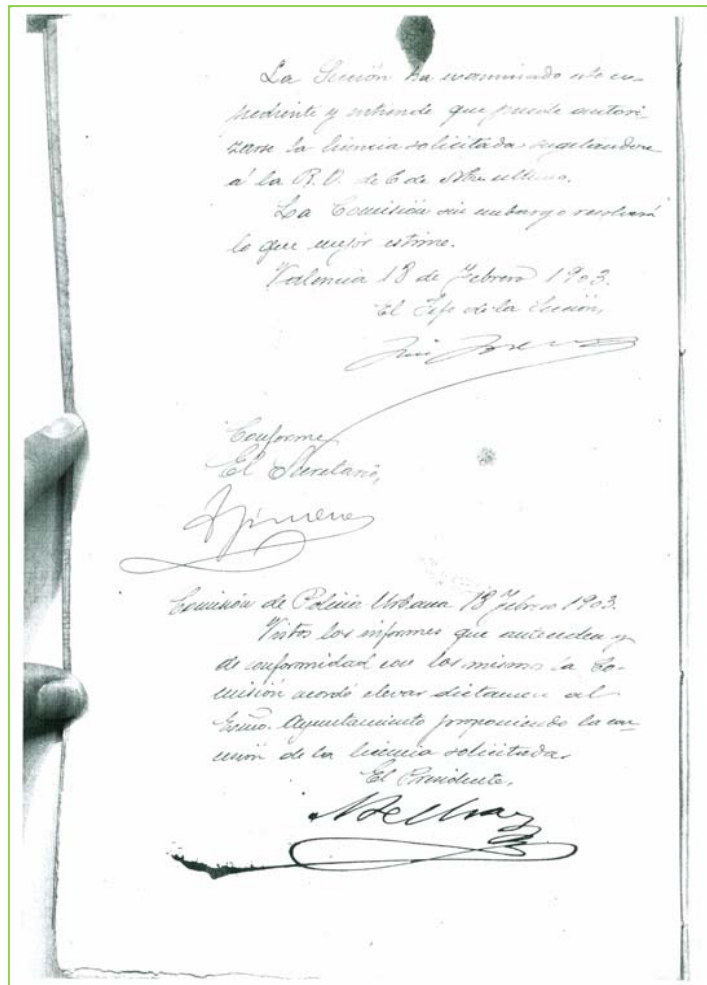 La Sección ha examinado este ex-
pediente y entiende que puede autori-
zarse la licencia solicitada sugetandose
á la R. O. de 6 de
La Comisión sin embargo resolverá
lo que mejor estime.
Valencia 13 de Febrero 1903.
El Jefe de la Sección,
Conforme
El Secretario,
Comisión de Policia Urbana 18 Febrero 1903.
Vistos los informes que anteceden y
de conformidad con los mismos la Co-
misión acordó elevar dictamen al
Exmo. Ayuntamiento proponiendo la con-
cesión de la licencia solicitada.
El Presidente,